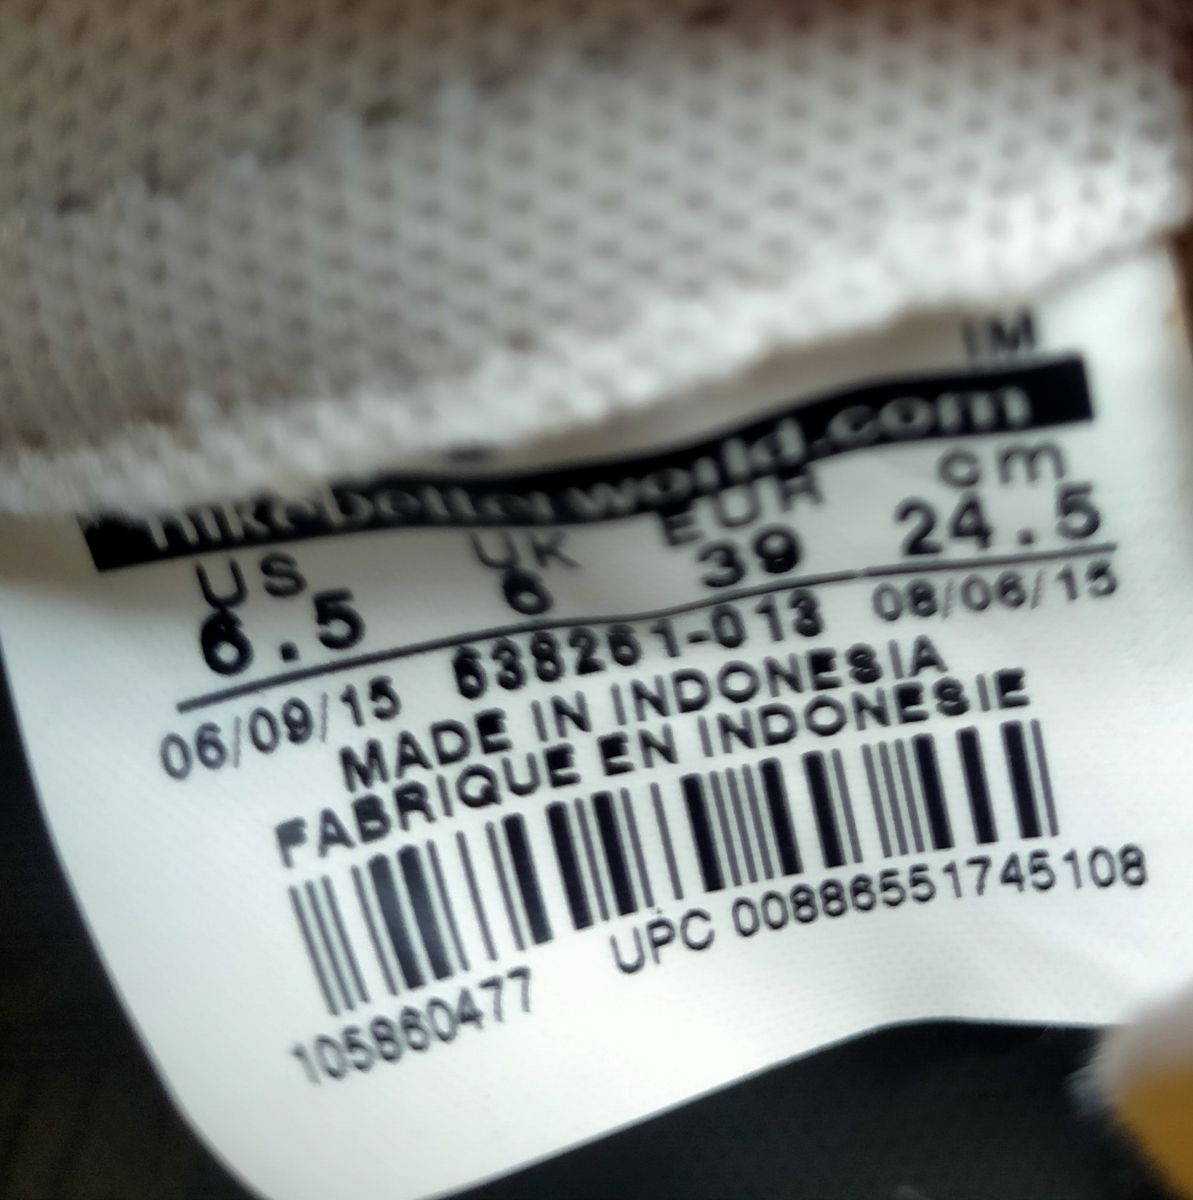 IM
nikebetterworld.com
US UK EUR cm
6.5 6 39 24.5
06/09/15 638261-013 08/06/15
MADE IN INDONESIA
FABRIQUE EN INDONESIE
UPC 00886551745108
105860477